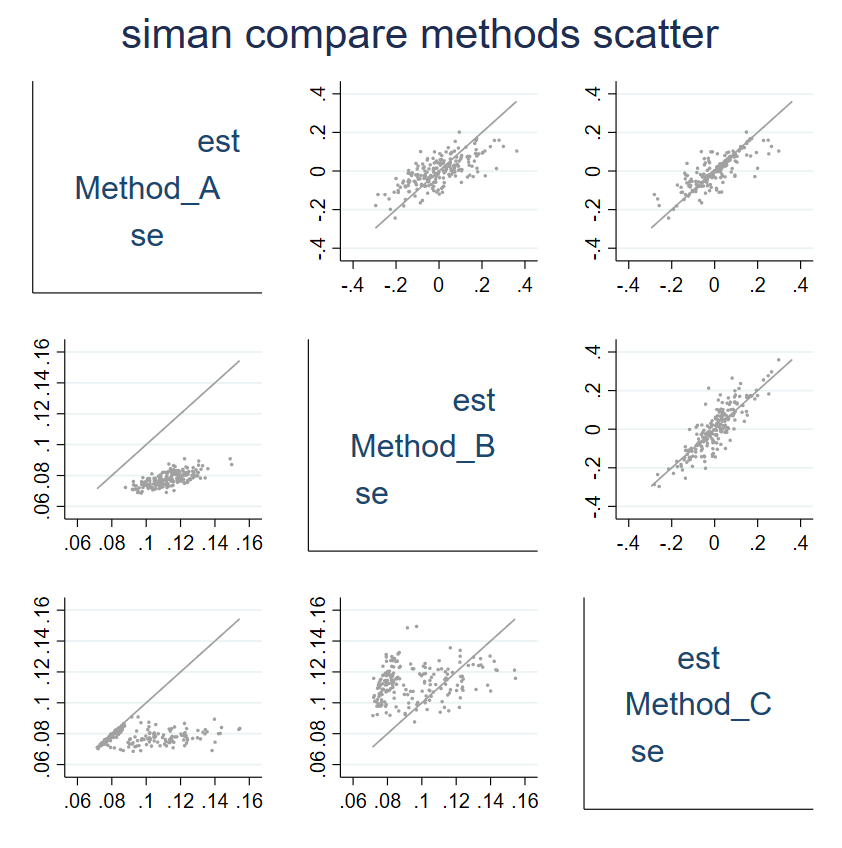 siman compare methods scatter
est
Method_A
se
.4
.2
0
-.2
-.4
-.4 -.2 0 .2 .4
.4
.2
0
-.2
-.4
-.4 -.2 0 .2 .4
.16
.14
.12
.1
.08
.06
.06 .08 .1 .12 .14 .16
est
Method_B
se
.4
.2
0
-.2
-.4
-.4 -.2 0 .2 .4
.16
.14
.12
.1
.08
.06
.06 .08 .1 .12 .14 .16
.16
.14
.12
.1
.08
.06
.06 .08 .1 .12 .14 .16
est
Method_C
se